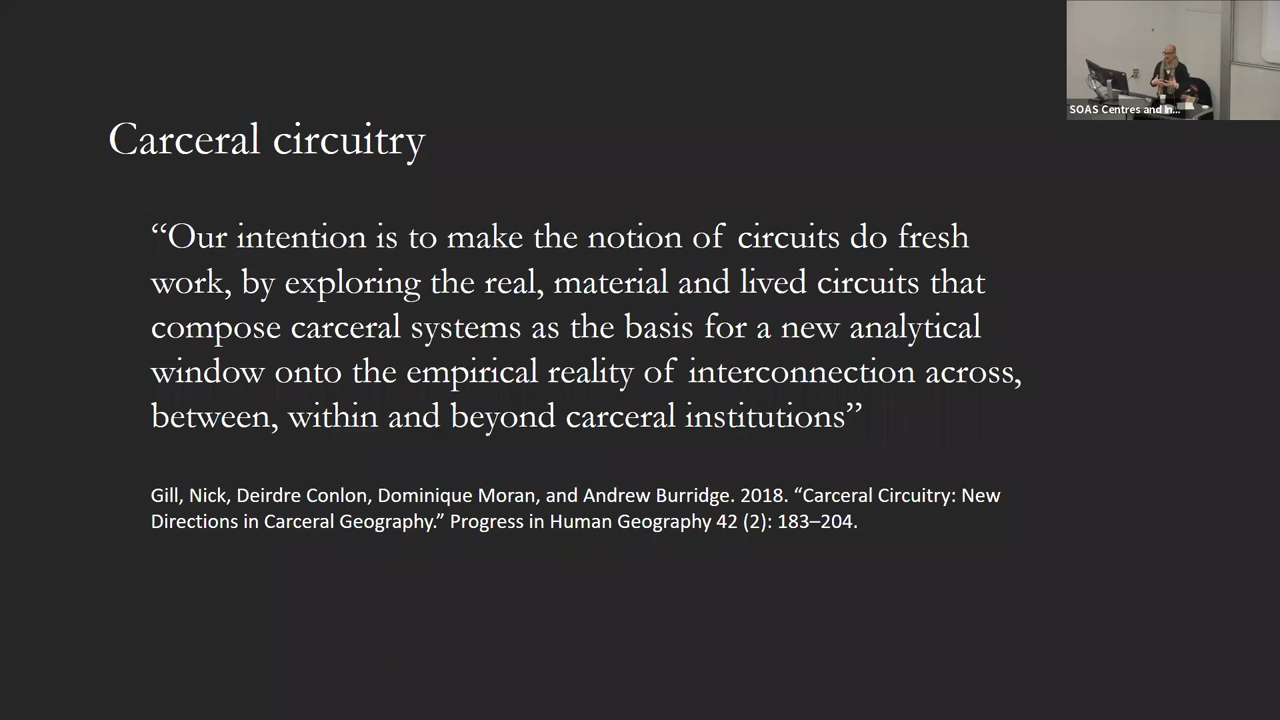 SOAS Centres and In...
Carceral circuitry
“Our intention is to make the notion of circuits do fresh
work, by exploring the real, material and lived circuits that
compose carceral systems as the basis for a new analytical
window onto the empirical reality of interconnection across,
between, within and beyond carceral institutions”
Gill, Nick, Deirdre Conlon, Dominique Moran, and Andrew Burridge. 2018. “Carceral Circuitry: New
Directions in Carceral Geography.” Progress in Human Geography 42 (2): 183–204.